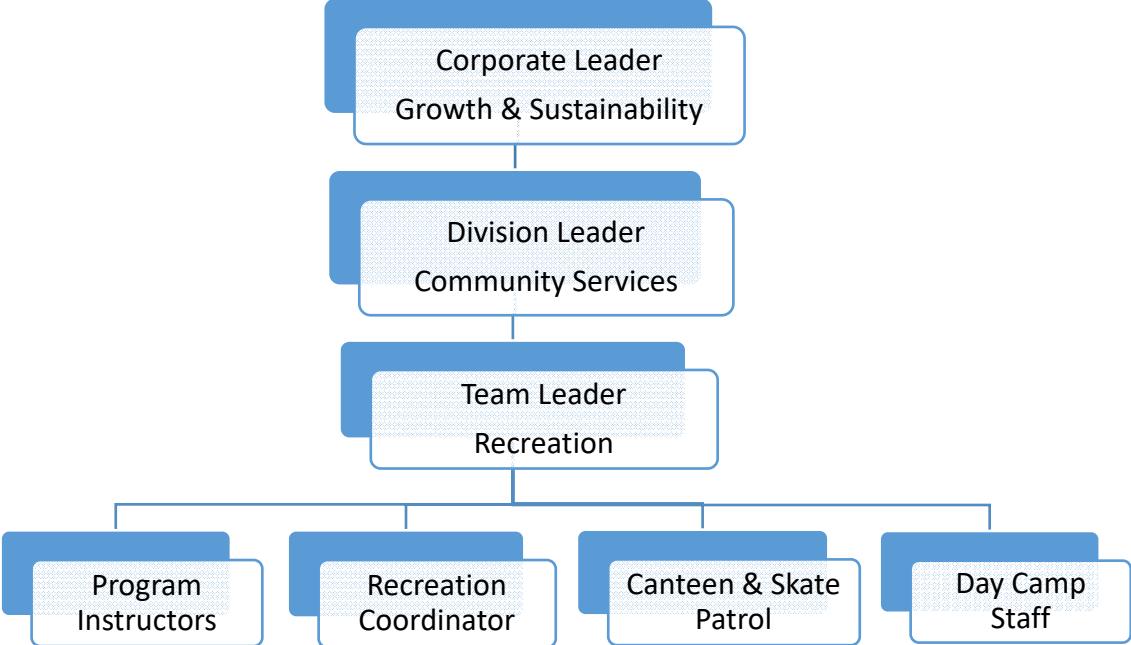 Corporate Leader
Growth & Sustainability
Division Leader
Community Services
Team Leader
Recreation
Program
Instructors
Recreation
Coordinator
Canteen & Skate
Patrol
Day Camp
Staff